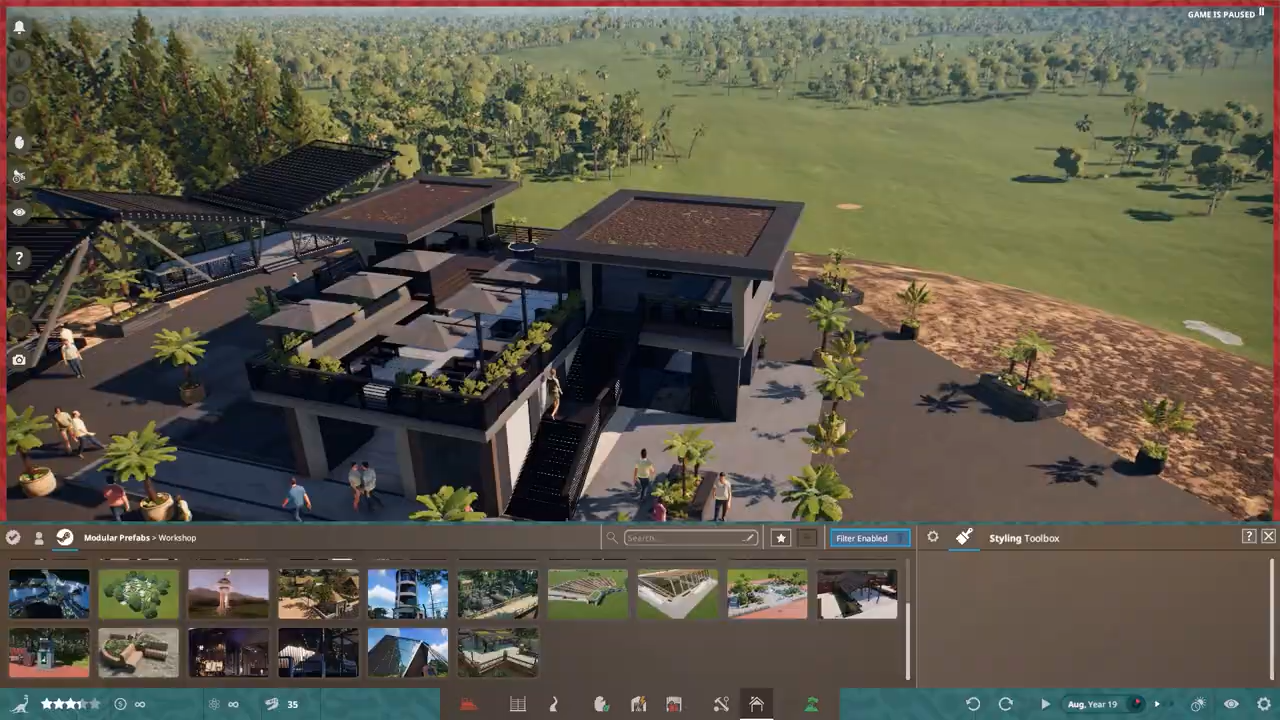 GAME IS PAUSED
?
Modular Prefabs > Workshop
Search...
Filter Enabled
Styling Toolbox
?
$ ∞
∞
35
Aug, Year 19